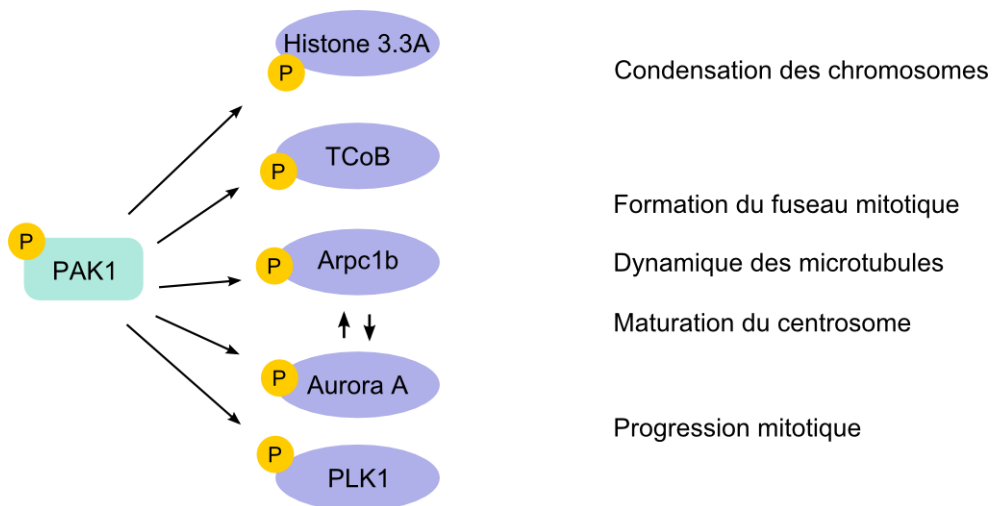 Histone 3.3A
P
Condensation des chromosomes
TCoB
P
Formation du fuseau mitotique
P
PAK1
Arpc1b
P
Dynamique des microtubules
Maturation du centrosome
P
Aurora A
Progression mitotique
P
PLK1